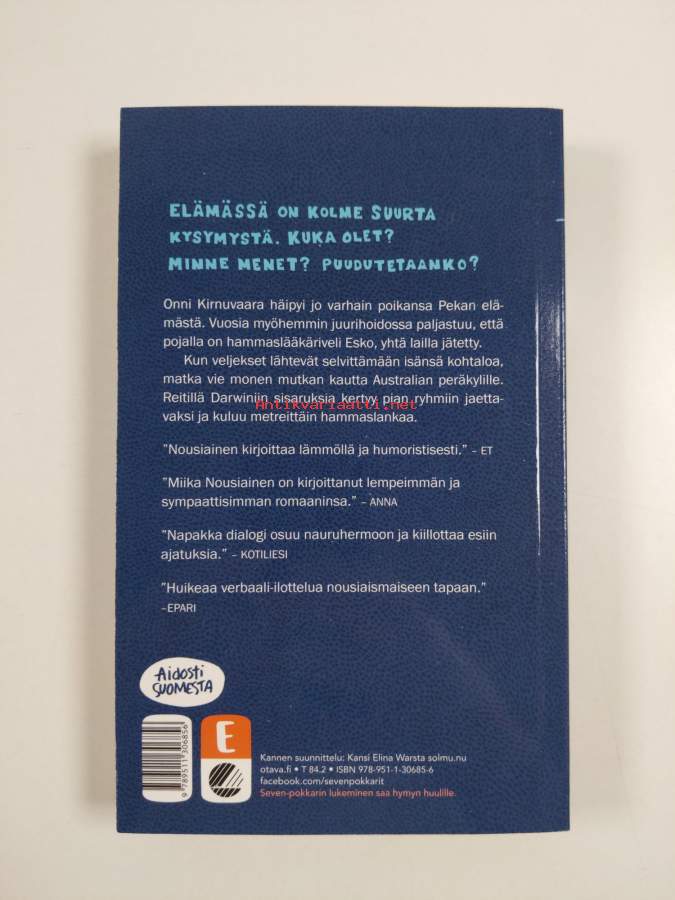 ELÄMÄSSÄ ON KOLME SUURTA
KYSYMYSTÄ. KUKA OLET?
MINNE MENET? PUUDUTETAANKO?
Onni Kirnuvaara häipyi jo varhain poikansa Pekan elä-
mästä. Vuosia myöhemmin juurihoidossa paljastuu, että
pojalla on hammaslääkäriveli Esko, yhtä lailla jätetty.
Kun veljekset lähtevät selvittämään isänsä kohtaloa,
matka vie monen mutkan kautta Australian peräkylille.
Reitillä Darwiniin sisaruksia kertyy pian ryhmiin jaetta-
Antikvariaatti.net
vaksi ja kuluu metreittäin hammaslankaa.
"Nousiainen kirjoittaa lämmöllä ja humoristisesti." – ET
"Miika Nousiainen on kirjoittanut lempeimmän ja
sympaattisimman romaaninsa." – ANNA
"Napakka dialogi osuu nauruhermoon ja kiillottaa esiin
ajatuksia." – KOTILIESI
"Huikeaa verbaali-ilottelua nousiaismaiseen tapaan."
–EPARI
Aidosti
SUOMESTA
9 789511 306856
E
Kannen suunnittelu: Kansi Elina Warsta solmu.nu
otava.fi • T 84.2 • ISBN 978-951-1-30685-6
facebook.com/sevenpokkarit
Seven-pokkarin lukeminen saa hymyn huulille.